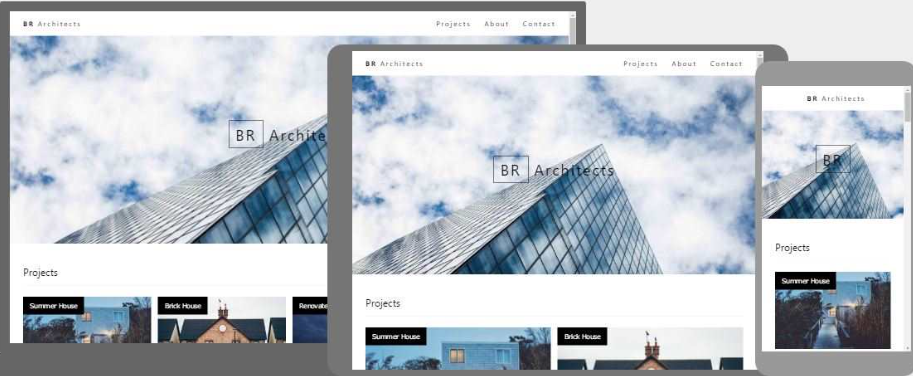 BR Architects
Projects About Contact
BR Archite
Projects
Summer House
Brick House
Renovate
BR Architects
Projects About Contact
BR Architects
Projects
Summer House
Brick House
BR Architects
BR
Projects
Summer House